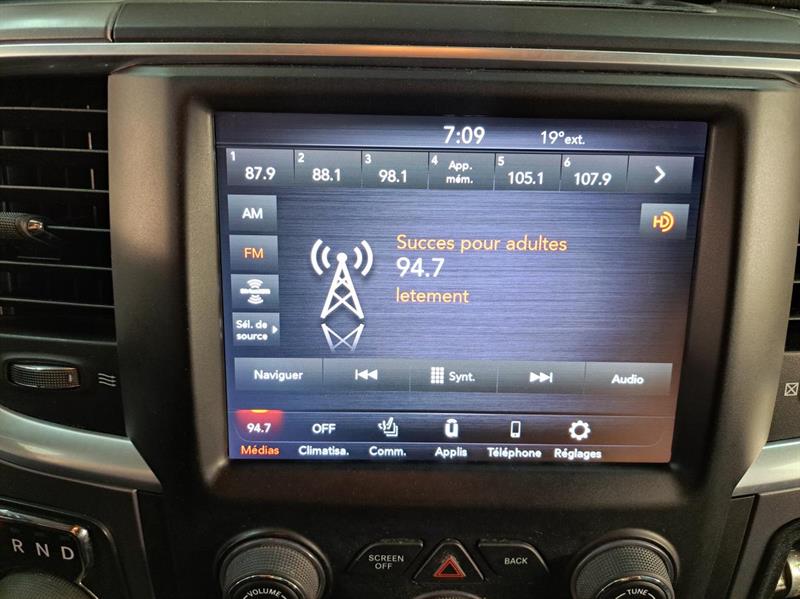 7:09 19° ext.
1 87.9 2 88.1 3 98.1 4 App. mém. 5 105.1 6 107.9
AM
HD
Succes pour adultes
FM
94.7
letement
Sél. de source
Naviguer Synt. Audio
94.7 OFF
Médias Climatisa. Comm. Applis Téléphone Réglages
R N D
SCREEN OFF BACK
VOLUME TUNE